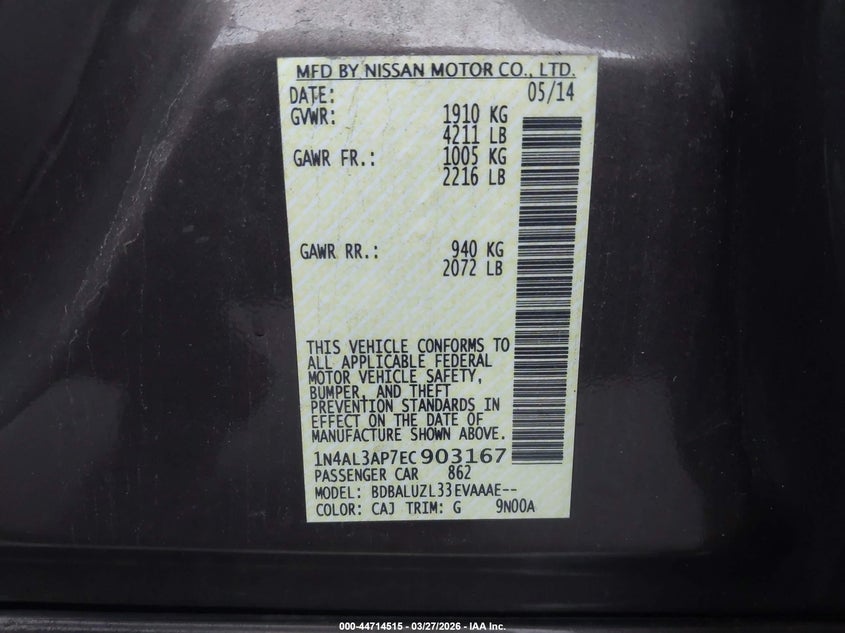 MFD BY NISSAN MOTOR CO., LTD.
DATE: 05/14
GVWR: 1910 KG
4211 LB
GAWR FR.: 1005 KG
2216 LB
GAWR RR.: 940 KG
2072 LB
THIS VEHICLE CONFORMS TO
ALL APPLICABLE FEDERAL
MOTOR VEHICLE SAFETY,
BUMPER, AND THEFT
PREVENTION STANDARDS IN
EFFECT ON THE DATE OF
MANUFACTURE SHOWN ABOVE.
1N4AL3AP7EC903167
PASSENGER CAR 862
MODEL: BDBALUZL33EVAAAE--
COLOR: CAJ TRIM: G 9N00A
000-44714515 - 03/27/2026 - IAA Inc.